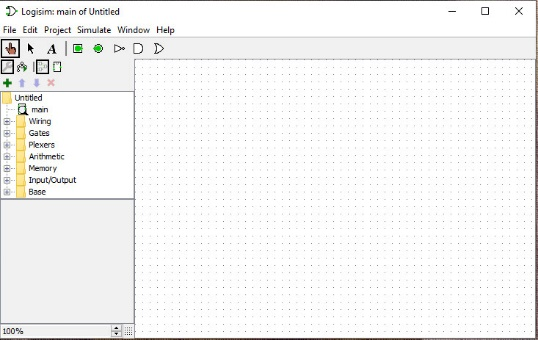 Logisim: main of Untitled
File Edit Project Simulate Window Help
A
Untitled
main
Wiring
Gates
Plexers
Arithmetic
Memory
Input/Output
Base
100%